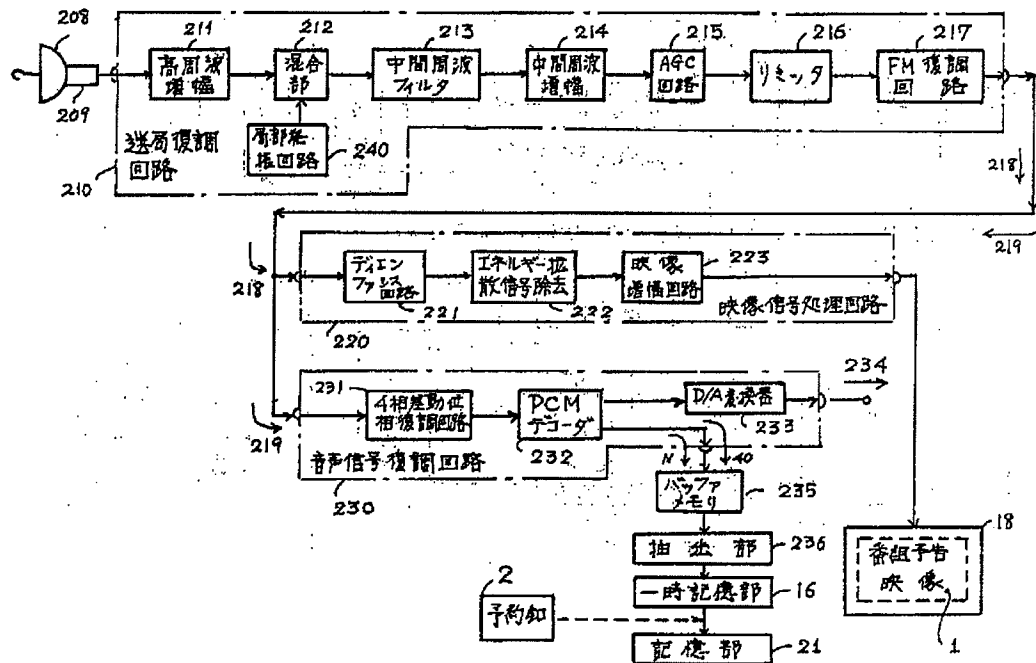 208
209
211
212
213
214
215
216
217
高周波
増幅
混合
部
中間周波
フィルタ
中間周波
増幅
AGC
回路
リミッタ
FM復調
回路
選局復調
回路
210
局部発
振回路
240
218
219
218
ディエン
ファシス
回路
221
エネルギー拡
散信号除去
222
映像
増幅回路
223
映像信号処理回路
220
219
231
4相差動位
相復調回路
PCM
デコーダ
232
D/A変換器
233
234
音声信号復調回路
230
N
40
バッファ
メモリ
235
抽出部
236
一時記憶部
16
2
予約釦
記憶部
21
18
番組予告
映像
1